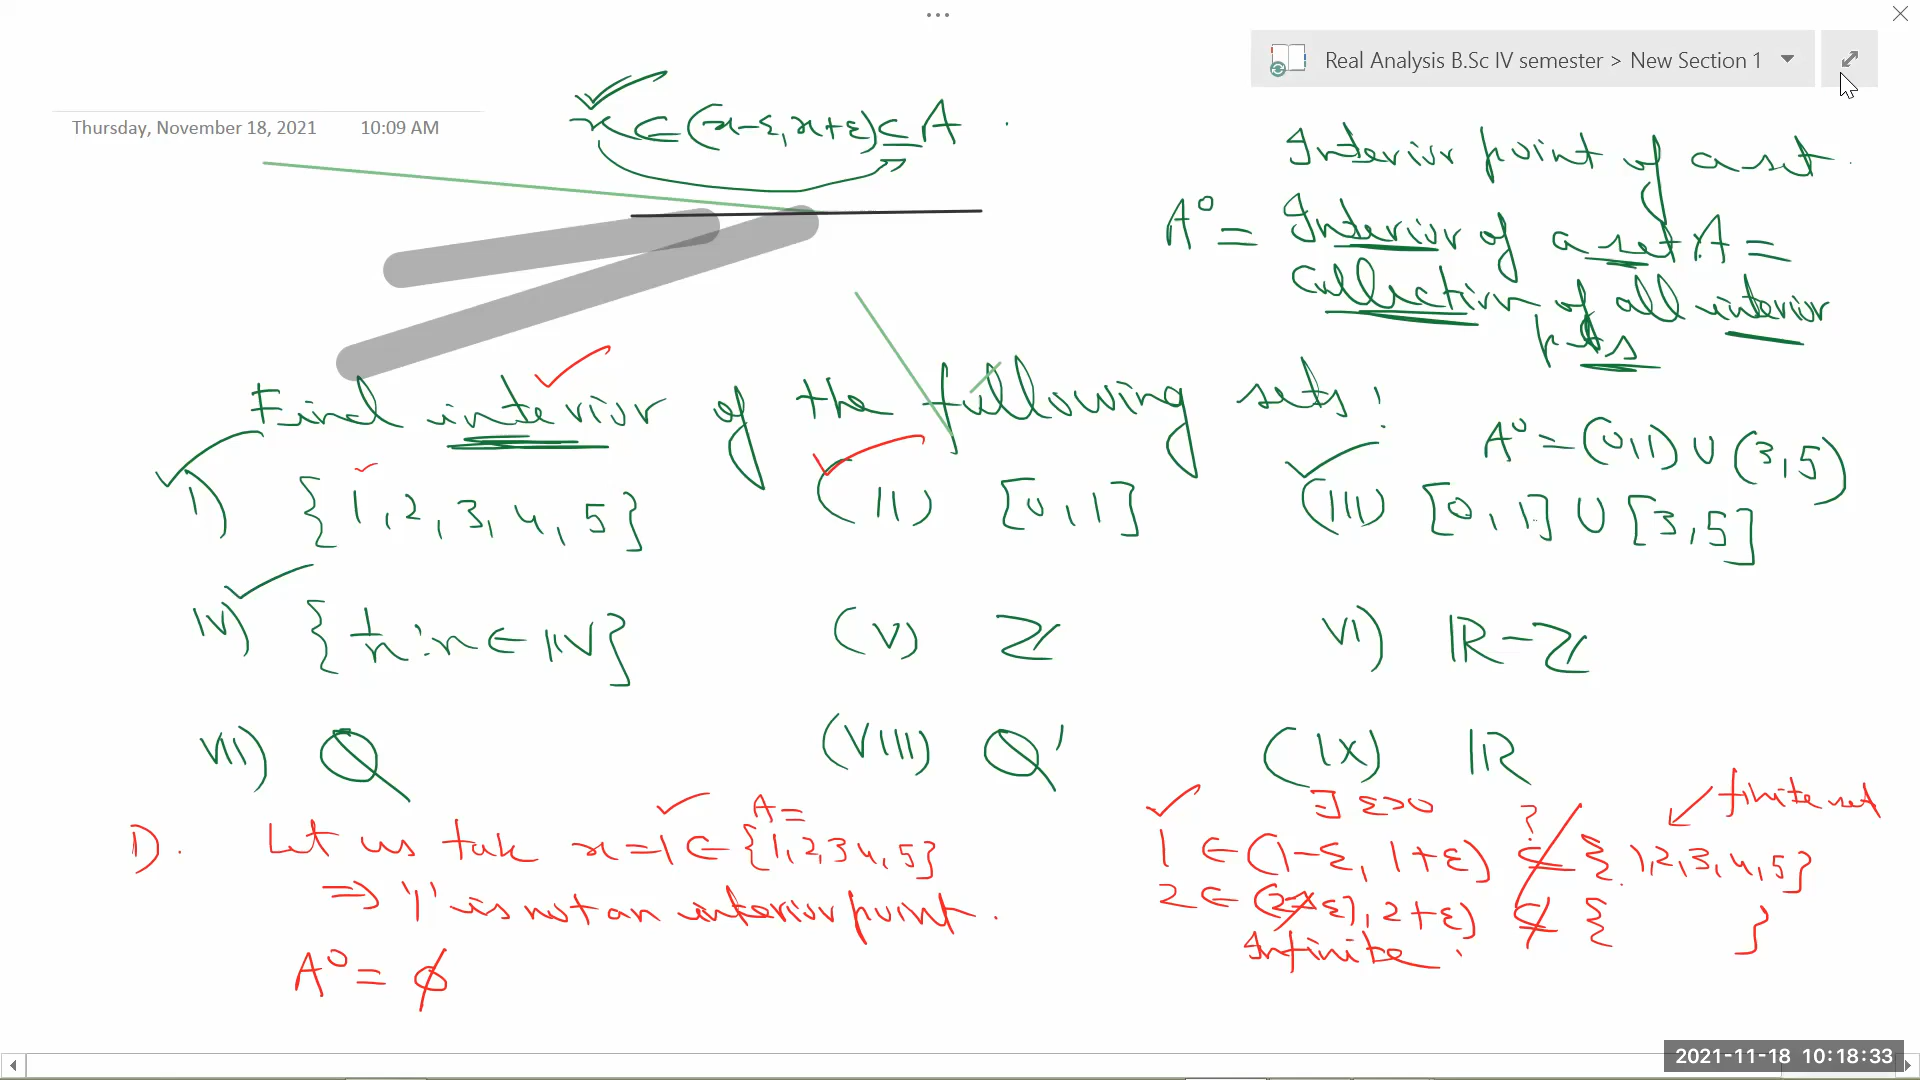 Real Analysis B.Sc IV semester > New Section 1
Thursday, November 18, 2021 10:09 AM
x ∈ (x-ε, x+ε) ⊆ A
Interior point of a set.
A⁰ = Interior of a set A =
collection of all interior
pts
Find interior of the following sets:
A⁰ = (0,1) ∪ (3,5)
I) {1,2,3,4,5} (II) [0,1] (III) [0,1] ∪ [3,5]
IV) {1/n : n ∈ IN} (V) ℤ VI) ℝ-ℤ
VII) Q (VIII) Q' (IX) ℝ
A = ∃ ε>0 ? finite set
I). Let us take x=1 ∈ {1,2,3,4,5} 1 ∈ (1-ε, 1+ε) ⊄ {1,2,3,4,5}
⇒ '1' is not an interior point. 2 ∈ (2-ε), 2+ε) ⊄ { }
Infinite.
A⁰ = ϕ
2021-11-18 10:18:33